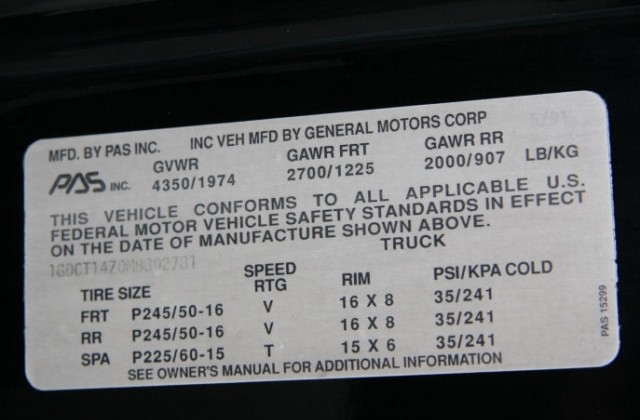 MFD. BY PAS INC. INC VEH MFD BY GENERAL MOTORS CORP 5/91
PAS INC. GVWR GAWR FRT GAWR RR
4350/1974 2700/1225 2000/907 LB/KG
THIS VEHICLE CONFORMS TO ALL APPLICABLE U.S.
FEDERAL MOTOR VEHICLE SAFETY STANDARDS IN EFFECT
ON THE DATE OF MANUFACTURE SHOWN ABOVE.
TRUCK
TIRE SIZE SPEED RTG RIM PSI/KPA COLD
FRT P245/50-16 V 16 X 8 35/241
RR P245/50-16 V 16 X 8 35/241
SPA P225/60-15 T 15 X 6 35/241
SEE OWNER'S MANUAL FOR ADDITIONAL INFORMATION
PAS 15299